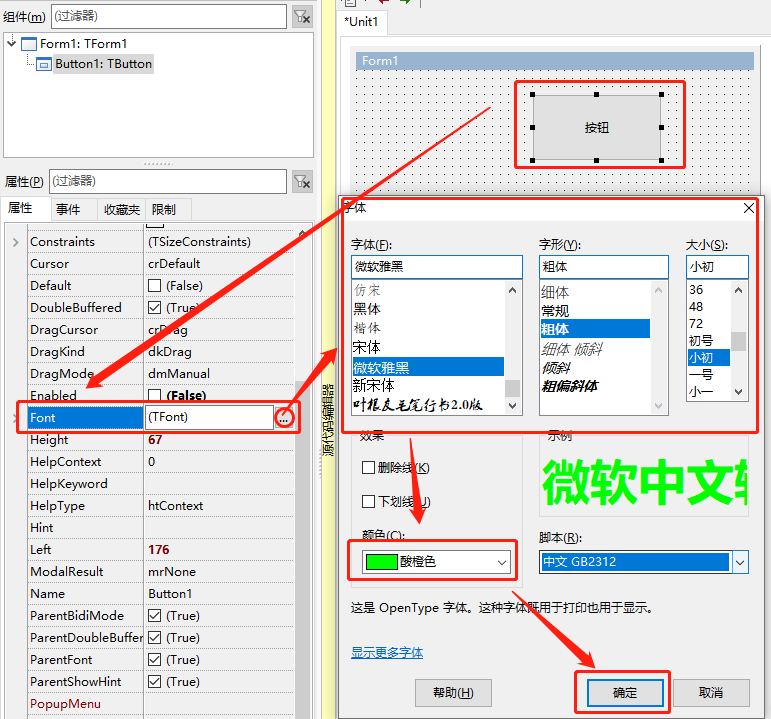 组件(m) (过滤器)
Form1: TForm1
Button1: TButton
属性(P) (过滤器)
属性 事件 收藏夹 限制
Constraints (TSizeConstraints)
Cursor crDefault
Default (False)
DoubleBuffered (True)
DragCursor crDrag
DragKind dkDrag
DragMode dmManual
Enabled (False)
Font (TFont) ...
Height 67
HelpContext 0
HelpKeyword
HelpType htContext
Hint
Left 176
ModalResult mrNone
Name Button1
ParentBidiMode (True)
ParentDoubleBuffer (True)
ParentFont (True)
ParentShowHint (True)
PopupMenu
源代码编辑器
*Unit1
Form1
按钮
字体
字体(F): 字形(Y): 大小(S):
微软雅黑 粗体 小初
仿宋
黑体
楷体
宋体
微软雅黑
新宋体
叶根友毛笔行书2.0版
细体
常规
粗体
细体 倾斜
倾斜
粗偏斜体
36
48
72
初号
小初
一号
小一
效果
删除线(K)
下划线(U)
颜色(C):
酸橙色
示例
微软中文软
脚本(R):
中文 GB2312
这是 OpenType 字体。这种字体既用于打印也用于显示。
显示更多字体
帮助(H) 确定 取消